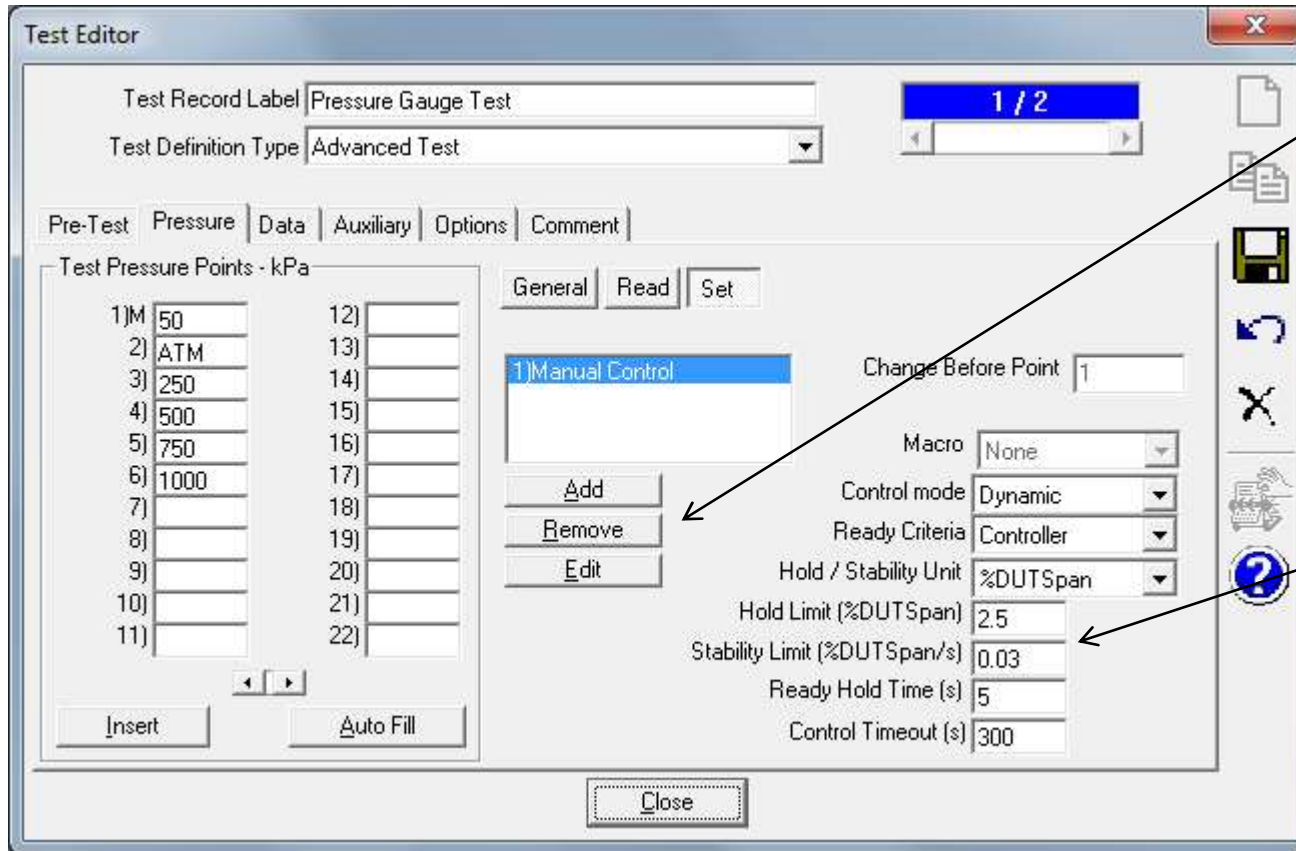 Test Editor
Test Record Label Pressure Gauge Test
1 / 2
Test Definition Type Advanced Test
Pre-Test Pressure Data Auxiliary Options Comment
Test Pressure Points - kPa
General Read Set
1)M 50 12)
2) ATM 13)
3) 250 14)
4) 500 15)
5) 750 16)
6) 1000 17)
7) 18)
8) 19)
9) 20)
10) 21)
11) 22)
Insert Auto Fill
1)Manual Control
Add
Remove
Edit
Change Before Point 1
Macro None
Control mode Dynamic
Ready Criteria Controller
Hold / Stability Unit %DUTSpan
Hold Limit (%DUTSpan) 2.5
Stability Limit (%DUTSpan/s) 0.03
Ready Hold Time (s) 5
Control Timeout (s) 300
Close